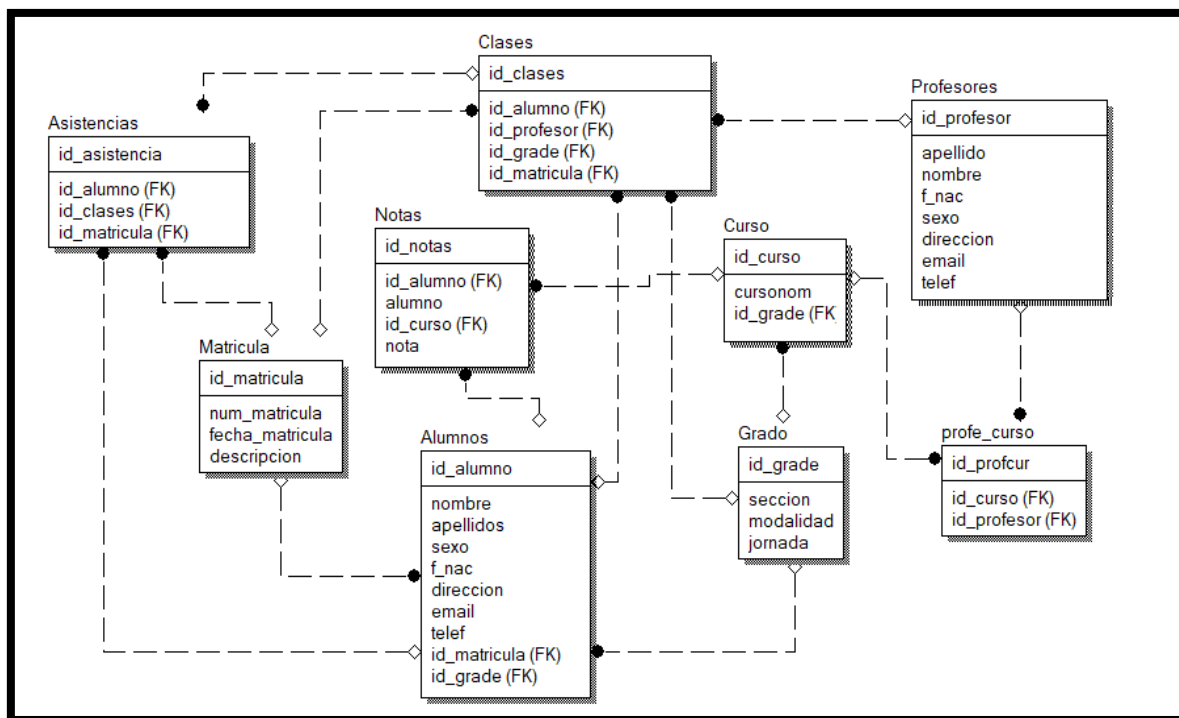 Clases
id_clases
id_alumno (FK)
id_profesor (FK)
id_grade (FK)
id_matricula (FK)
Profesores
id_profesor
apellido
nombre
f_nac
sexo
direccion
email
telef
Asistencias
id_asistencia
id_alumno (FK)
id_clases (FK)
id_matricula (FK)
Notas
id_notas
id_alumno (FK)
alumno
id_curso (FK)
nota
Curso
id_curso
cursonom
id_grade (FK)
Matricula
id_matricula
num_matricula
fecha_matricula
descripcion
Alumnos
id_alumno
nombre
apellidos
sexo
f_nac
direccion
email
telef
id_matricula (FK)
id_grade (FK)
Grado
id_grade
seccion
modalidad
jornada
profe_curso
id_profcur
id_curso (FK)
id_profesor (FK)